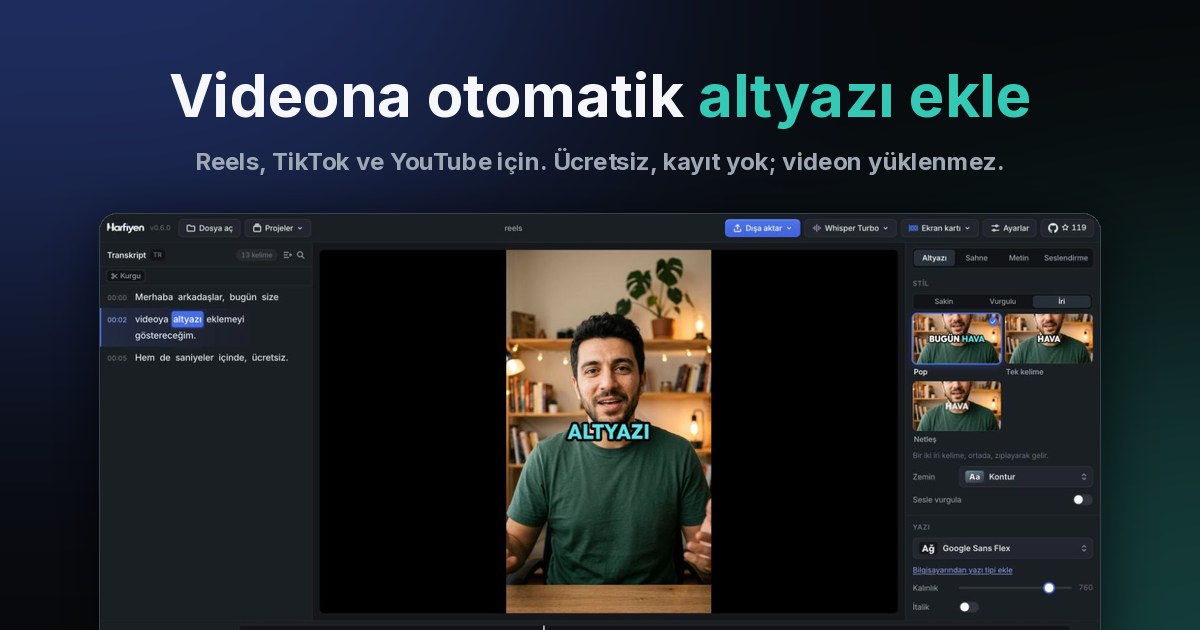 Videona otomatik altyazı ekle
Reels, TikTok ve YouTube için. Ücretsiz, kayıt yok; videon yüklenmez.
Harfiyen v0.6.0 Dosya aç Projeler reels Dışa aktar Whisper Turbo Ekran kartı Ayarlar 119
Transkript TR 13 kelime
Kurgu
00:00 Merhaba arkadaşlar, bugün size
00:02 videoya altyazı eklemeyi
göstereceğim.
00:05 Hem de saniyeler içinde, ücretsiz.
ALTYAZI
Altyazı Sahne Metin Seslendirme
STİL
Sakin Vurgulu İri
BUGÜN HAVA
HAVA
Pop Tek kelime
HAVA
Netleş
Bir iki iri kelime, ortada, zıplayarak gelir.
Zemin Aa Kontur
Sesle vurgula
YAZI
Ağ Google Sans Flex
Bilgisayarından yazı tipi ekle
Kalınlık 760
İtalik